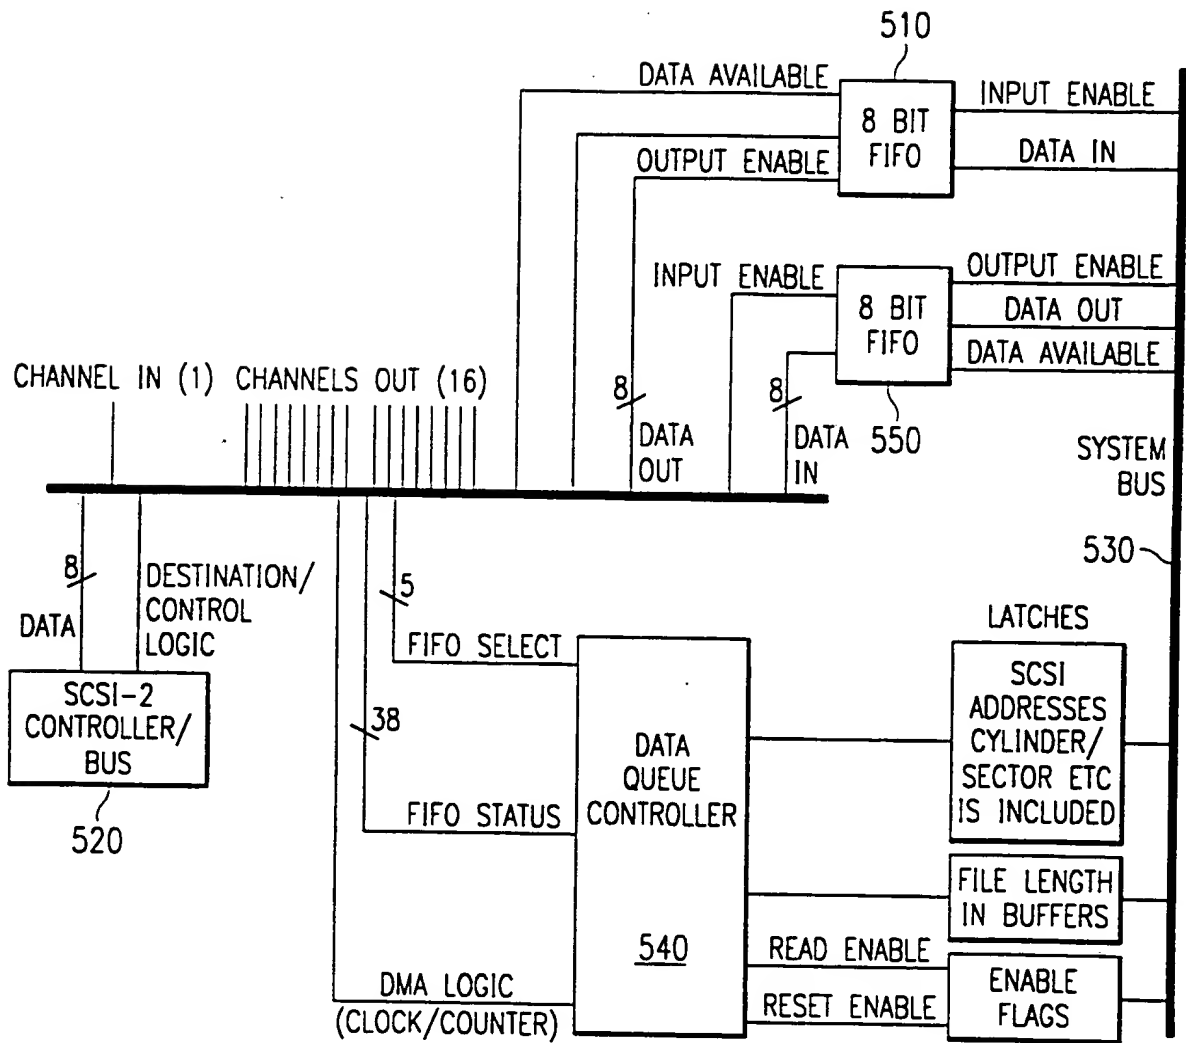 510
DATA AVAILABLE
8 BIT
FIFO
INPUT ENABLE
OUTPUT ENABLE
DATA IN
INPUT ENABLE
8 BIT
FIFO
OUTPUT ENABLE
DATA OUT
DATA AVAILABLE
CHANNEL IN (1)
CHANNELS OUT (16)
8
DATA
OUT
8
DATA
IN
550
SYSTEM
BUS
530
8
DATA
DESTINATION/
CONTROL
LOGIC
5
FIFO SELECT
LATCHES
SCSI-2
CONTROLLER/
BUS
520
38
FIFO STATUS
DATA
QUEUE
CONTROLLER
540
SCSI
ADDRESSES
CYLINDER/
SECTOR ETC
IS INCLUDED
FILE LENGTH
IN BUFFERS
DMA LOGIC
(CLOCK/COUNTER)
READ ENABLE
RESET ENABLE
ENABLE
FLAGS